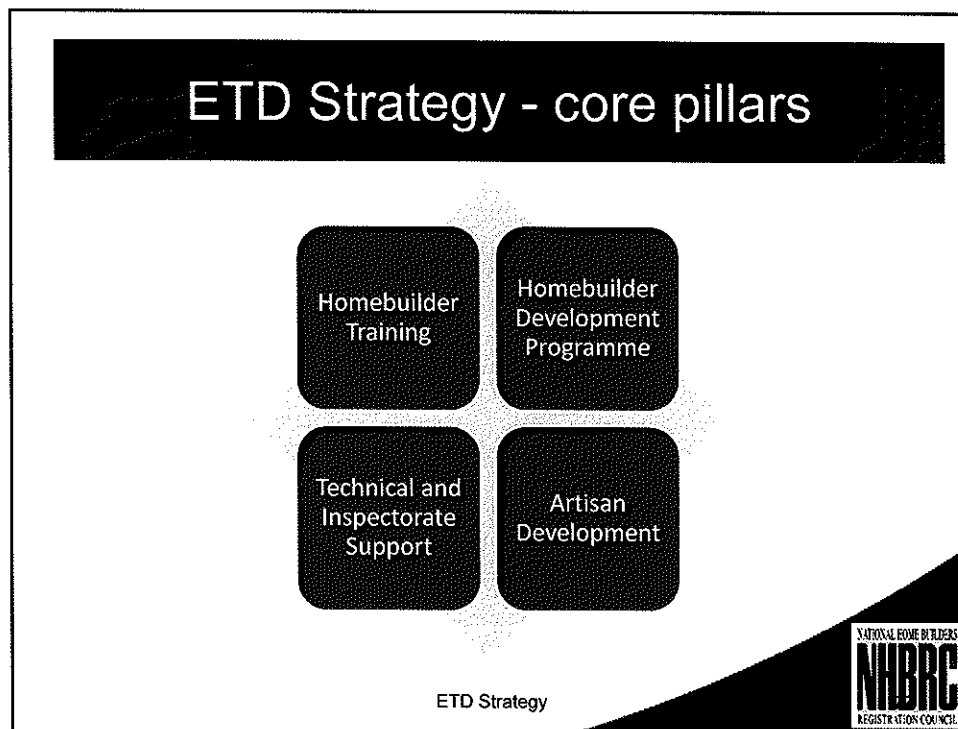 ETD Strategy - core pillars
Homebuilder
Training
Homebuilder
Development
Programme
Technical and
Inspectorate
Support
Artisan
Development
ETD Strategy
NATIONAL HOME BUILDERS
NHBRC
REGISTRATION COUNCIL